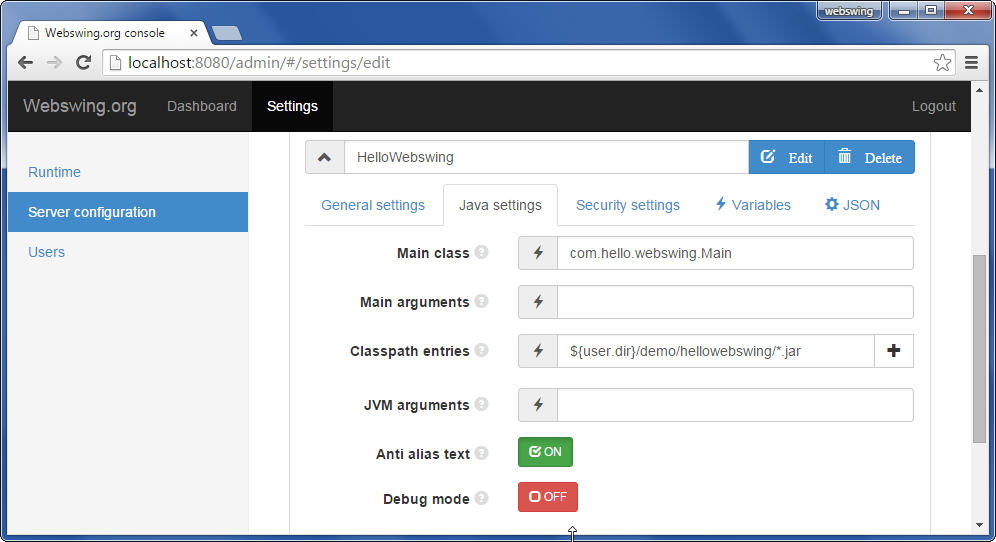 webswing
Webswing.org console
localhost:8080/admin/#/settings/edit
Webswing.org Dashboard Settings Logout
Runtime
Server configuration
Users
HelloWebswing Edit Delete
General settings Java settings Security settings Variables JSON
Main class ? com.hello.webswing.Main
Main arguments ?
Classpath entries ? ${user.dir}/demo/hellowebswing/*.jar
JVM arguments ?
Anti alias text ? ON
Debug mode ? OFF